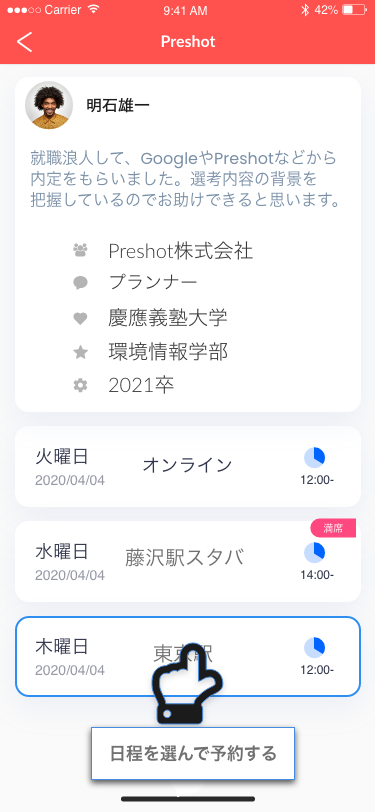 Carrier 9:41 AM 42%
Preshot
明石雄一
就職浪人して、GoogleやPreshotなどから
内定をもらいました。選考内容の背景を
把握しているのでお助けできると思います。
Preshot株式会社
プランナー
慶應義塾大学
環境情報学部
2021卒
火曜日 オンライン
2020/04/04 12:00-
満席
水曜日 藤沢駅スタバ
2020/04/04 14:00-
木曜日 東京駅
2020/04/04 12:00-
日程を選んで予約する